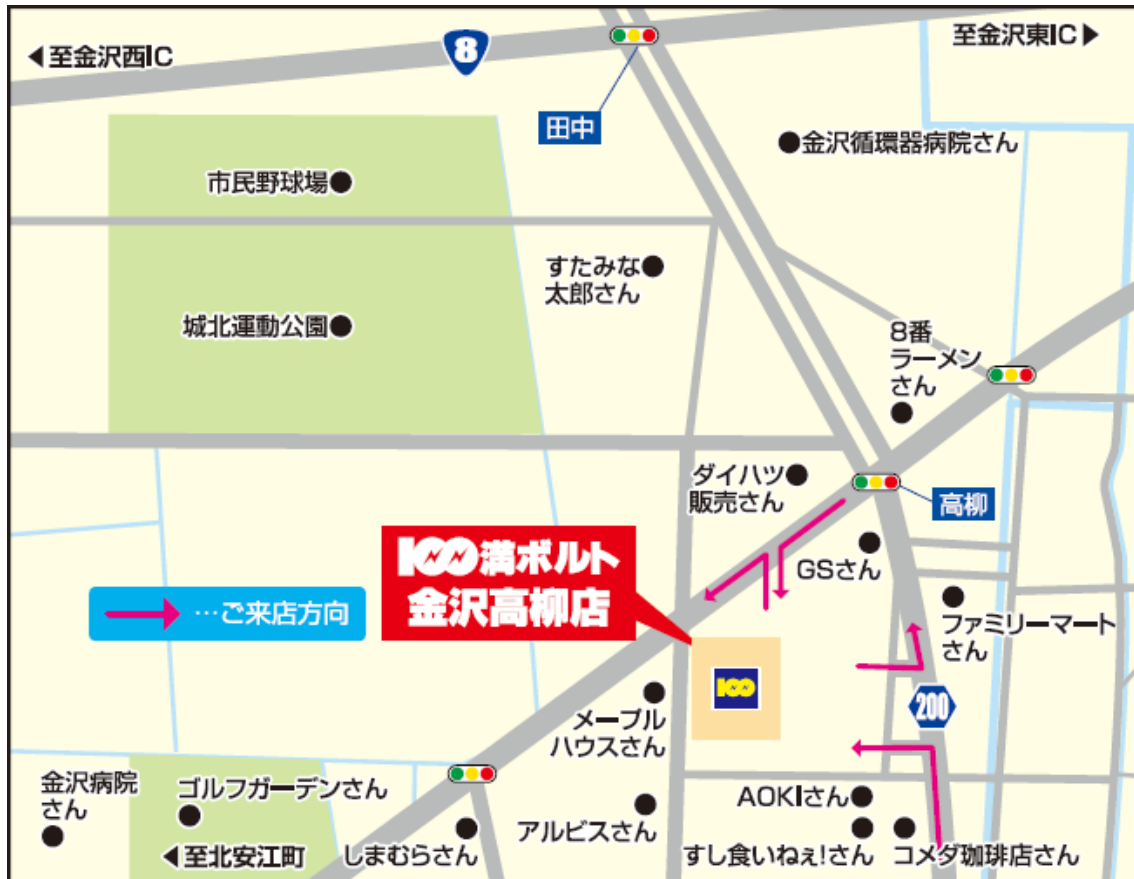 ◀至金沢西IC
8
至金沢東IC▶
田中
●金沢循環器病院さん
市民野球場●
すたみな●
太郎さん
城北運動公園●
8番
ラーメン
さん
ダイハツ●
販売さん
高柳
100満ボルト
金沢高柳店
GSさん
…ご来店方向
ファミリーマート
さん
100
200
メープル
ハウスさん
金沢病院
さん
ゴルフガーデンさん
AOKIさん●
アルビスさん
◀至北安江町
しまむらさん
すし食いねぇ!さん
コメダ珈琲店さん